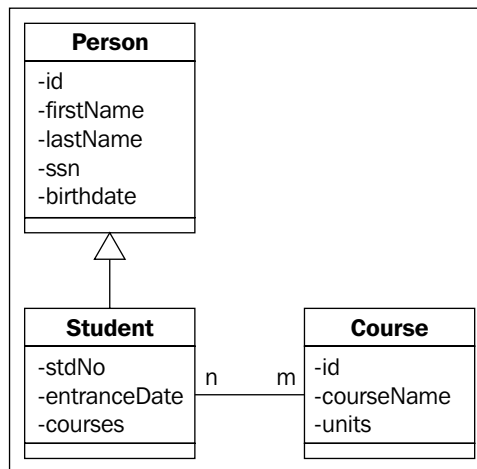 Person
-id
-firstName
-lastName
-ssn
-birthdate
Student
-stdNo
-entranceDate
-courses
n
m
Course
-id
-courseName
-units